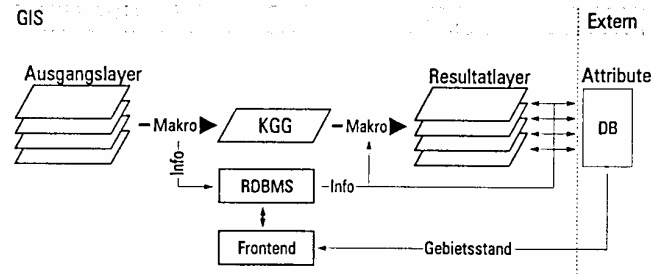 GIS
Extern
Ausgangslayer
Resultatlayer
Attribute
Makro
KGG
Makro
DB
Info
RDBMS
Info
Frontend
Gebietsstand